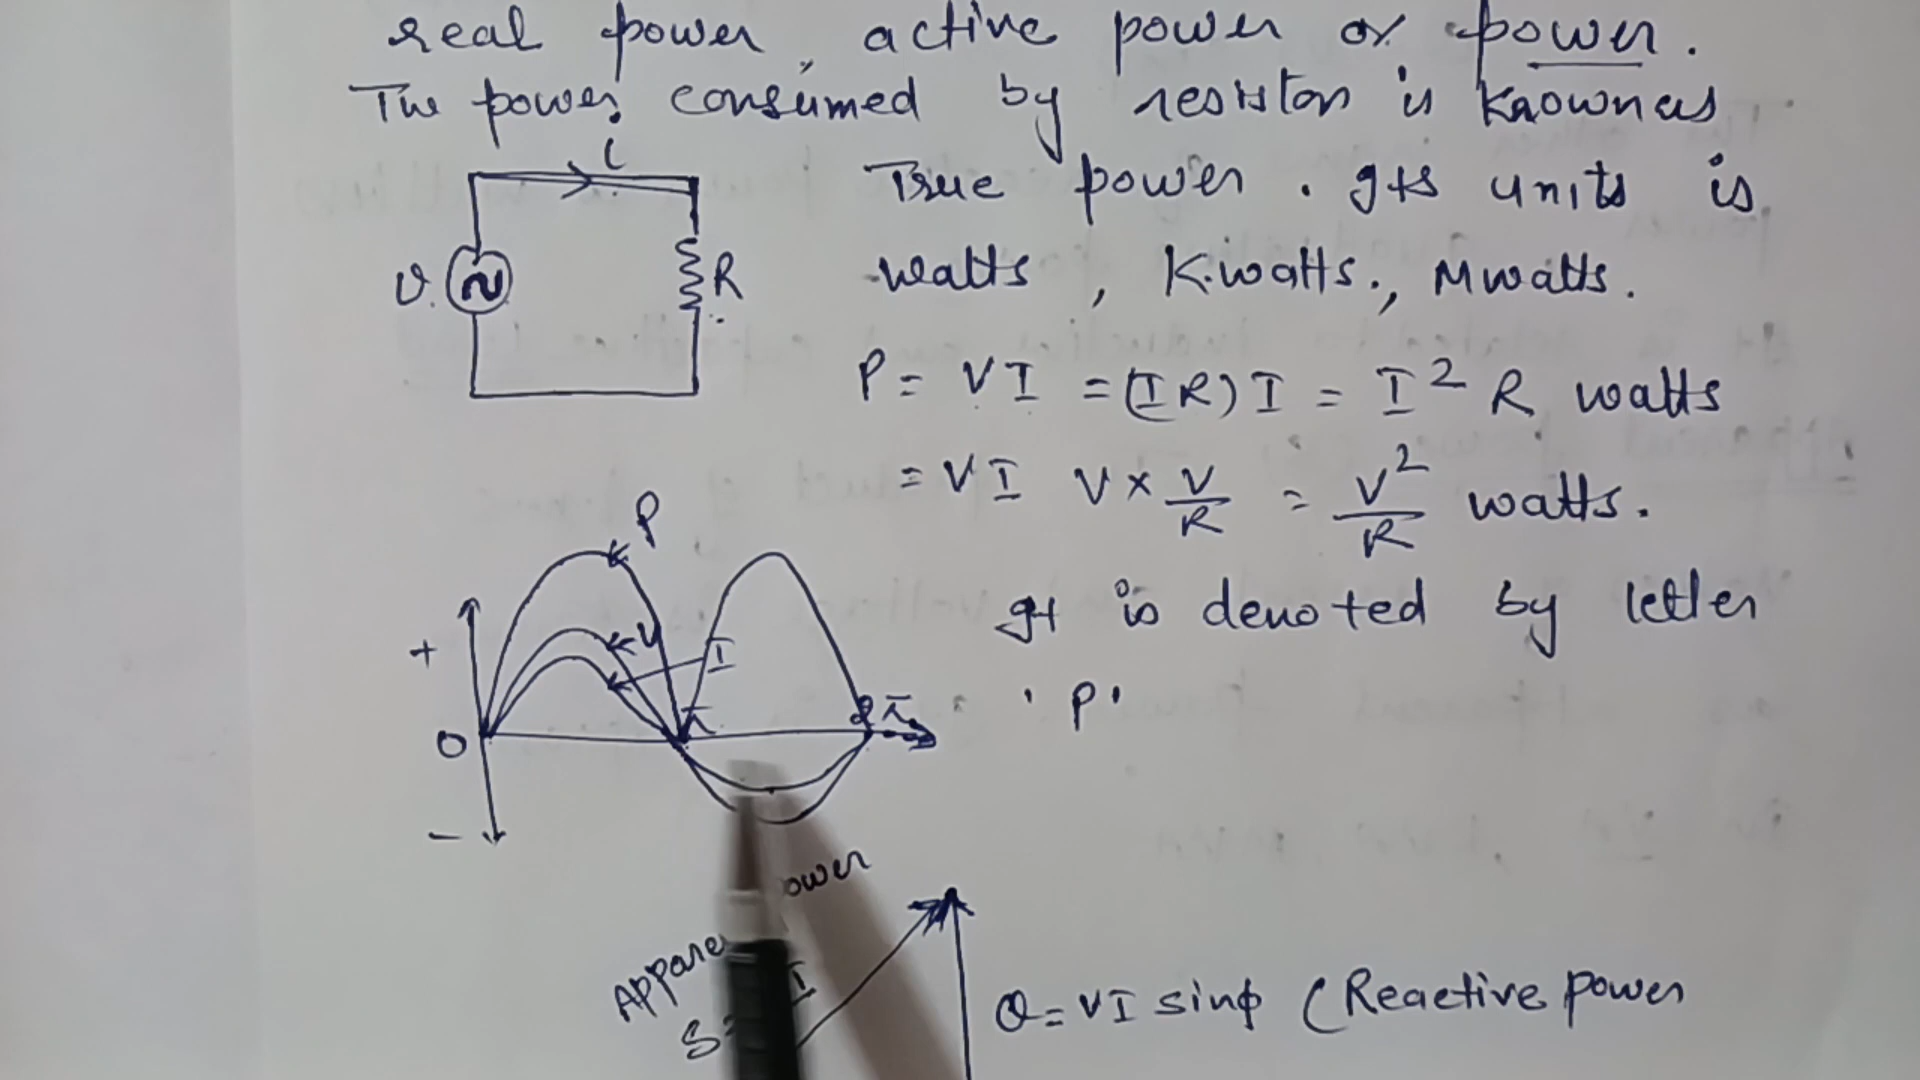 real power, active power or power.
The power consumed by resistor is known as
True power. Its units is
watts, K.watts., Mwatts.
i
V.
R
P = VI = (IR)I = I² R watts
= VI V × V/R = V²/R watts.
It is denoted by letter
'P'
P
+
V
I
0
π
2π
-
power
S
I
Q = VI sinϕ (Reactive power